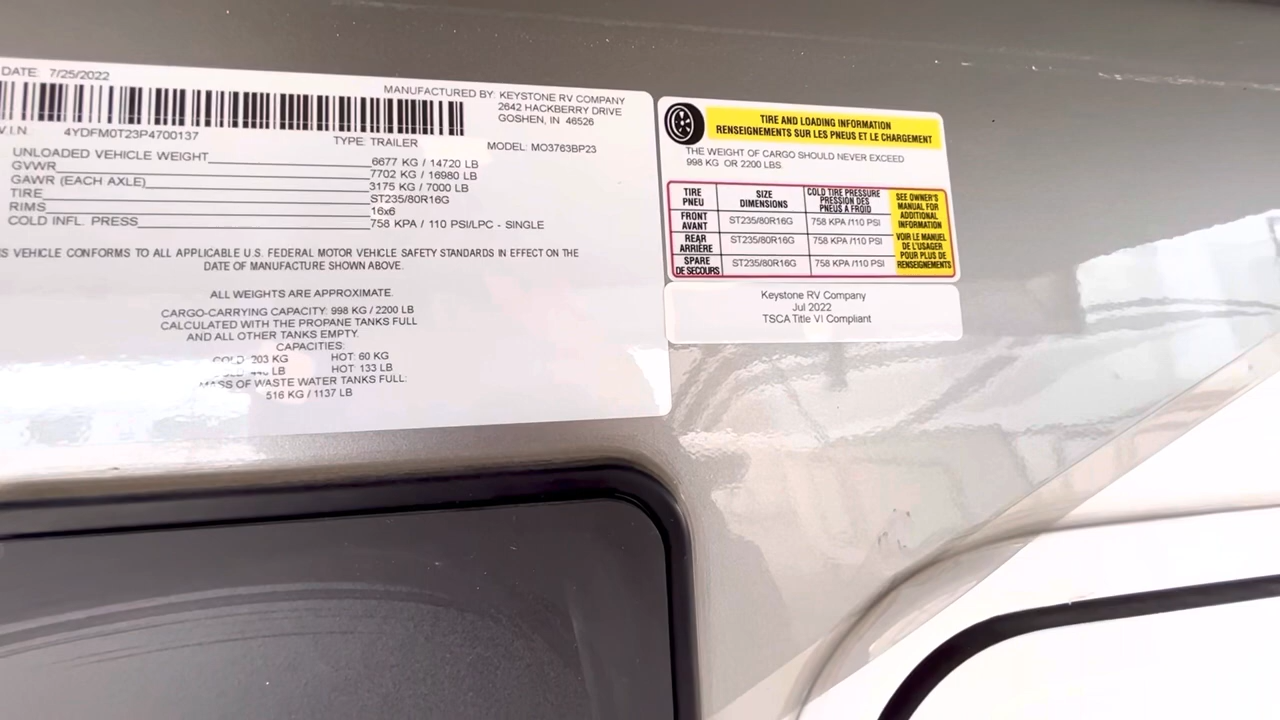 DATE: 7/25/2022
MANUFACTURED BY: KEYSTONE RV COMPANY
2642 HACKBERRY DRIVE
GOSHEN, IN 46526
V.I.N 4YDFM0T23P4700137
TYPE: TRAILER
MODEL: MO3763BP23
UNLOADED VEHICLE WEIGHT 6677 KG / 14720 LB
GVWR 7702 KG / 16980 LB
GAWR (EACH AXLE) 3175 KG / 7000 LB
TIRE ST235/80R16G
RIMS 16x6
COLD INFL. PRESS 758 KPA / 110 PSI/LPC - SINGLE
VEHICLE CONFORMS TO ALL APPLICABLE U.S. FEDERAL MOTOR VEHICLE SAFETY STANDARDS IN EFFECT ON THE
DATE OF MANUFACTURE SHOWN ABOVE.
ALL WEIGHTS ARE APPROXIMATE.
CARGO-CARRYING CAPACITY: 998 KG / 2200 LB
CALCULATED WITH THE PROPANE TANKS FULL
AND ALL OTHER TANKS EMPTY.
CAPACITIES:
COLD 203 KG HOT: 60 KG
LB HOT: 133 LB
MASS OF WASTE WATER TANKS FULL:
516 KG / 1137 LB
TIRE AND LOADING INFORMATION
RENSEIGNEMENTS SUR LES PNEUS ET LE CHARGEMENT
THE WEIGHT OF CARGO SHOULD NEVER EXCEED
998 KG OR 2200 LBS
TIRE
PNEU
SIZE
DIMENSIONS
COLD TIRE PRESSURE
PRESSION DES
PNEUS A FROID
FRONT
AVANT
ST235/80R16G
758 KPA /110 PSI
REAR
ARRIÈRE
ST235/80R16G
758 KPA /110 PSI
SPARE
DE SECOURS
ST235/80R16G
758 KPA /110 PSI
SEE OWNER'S
MANUAL FOR
ADDITIONAL
INFORMATION
VOIR LE MANUEL
DE L'USAGER
POUR PLUS DE
RENSEIGNEMENTS
Keystone RV Company
Jul 2022
TSCA Title VI Compliant